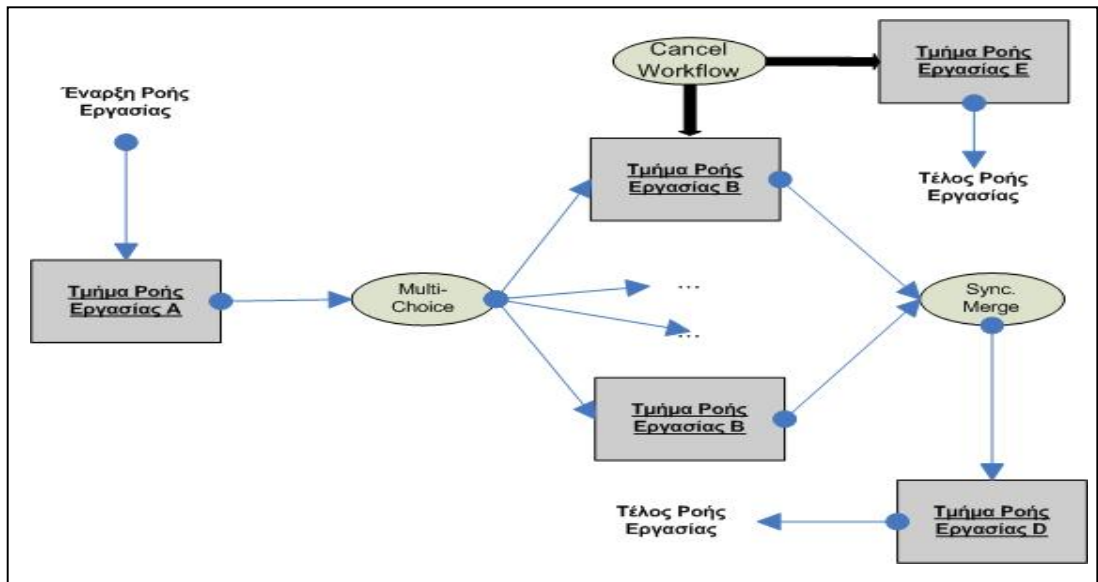 Cancel
Workflow
Τμήμα Ροής
Εργασίας E
Έναρξη Ροής
Εργασίας
Τμήμα Ροής
Εργασίας B
Τέλος Ροής
Εργασίας
Τμήμα Ροής
Εργασίας A
Multi-
Choice
...
...
Sync.
Merge
Τμήμα Ροής
Εργασίας B
Τέλος Ροής
Εργασίας
Τμήμα Ροής
Εργασίας D